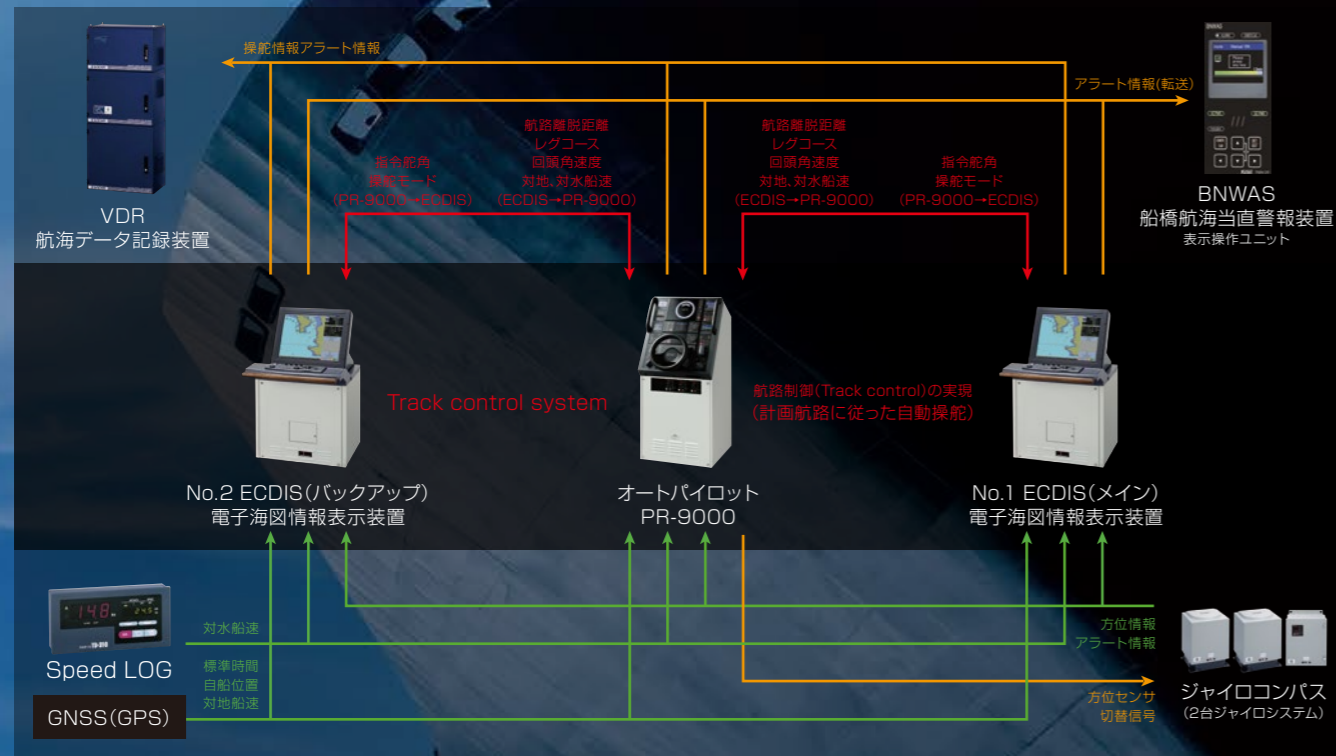 操舵情報アラート情報
アラート情報(転送)
VDR
航海データ記録装置
BNWAS
船橋航海当直警報装置
表示操作ユニット
指令舵角
操舵モード
(PR-9000→ECDIS)
航路離脱距離
レグコース
回頭角速度
対地、対水船速
(ECDIS→PR-9000)
航路離脱距離
レグコース
回頭角速度
対地、対水船速
(ECDIS→PR-9000)
指令舵角
操舵モード
(PR-9000→ECDIS)
Track control system
航路制御(Track control)の実現
(計画航路に従った自動操舵)
No.2 ECDIS(バックアップ)
電子海図情報表示装置
オートパイロット
PR-9000
No.1 ECDIS(メイン)
電子海図情報表示装置
148
Speed LOG
対水船速
標準時間
自船位置
対地船速
GNSS(GPS)
方位情報
アラート情報
方位センサ
切替信号
ジャイロコンパス
(2台ジャイロシステム)